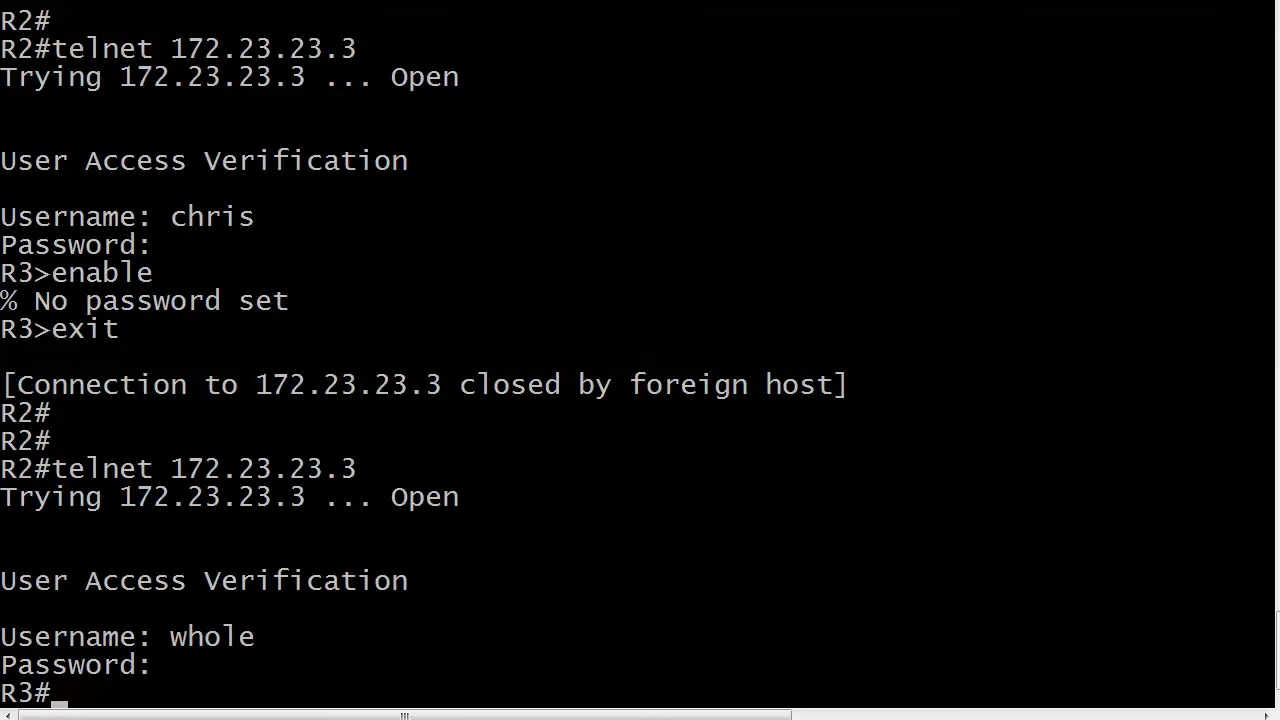 R2#
R2#telnet 172.23.23.3
Trying 172.23.23.3 ... Open
User Access Verification
Username: chris
Password:
R3>enable
% No password set
R3>exit
[Connection to 172.23.23.3 closed by foreign host]
R2#
R2#
R2#telnet 172.23.23.3
Trying 172.23.23.3 ... Open
User Access Verification
Username: whole
Password:
R3#